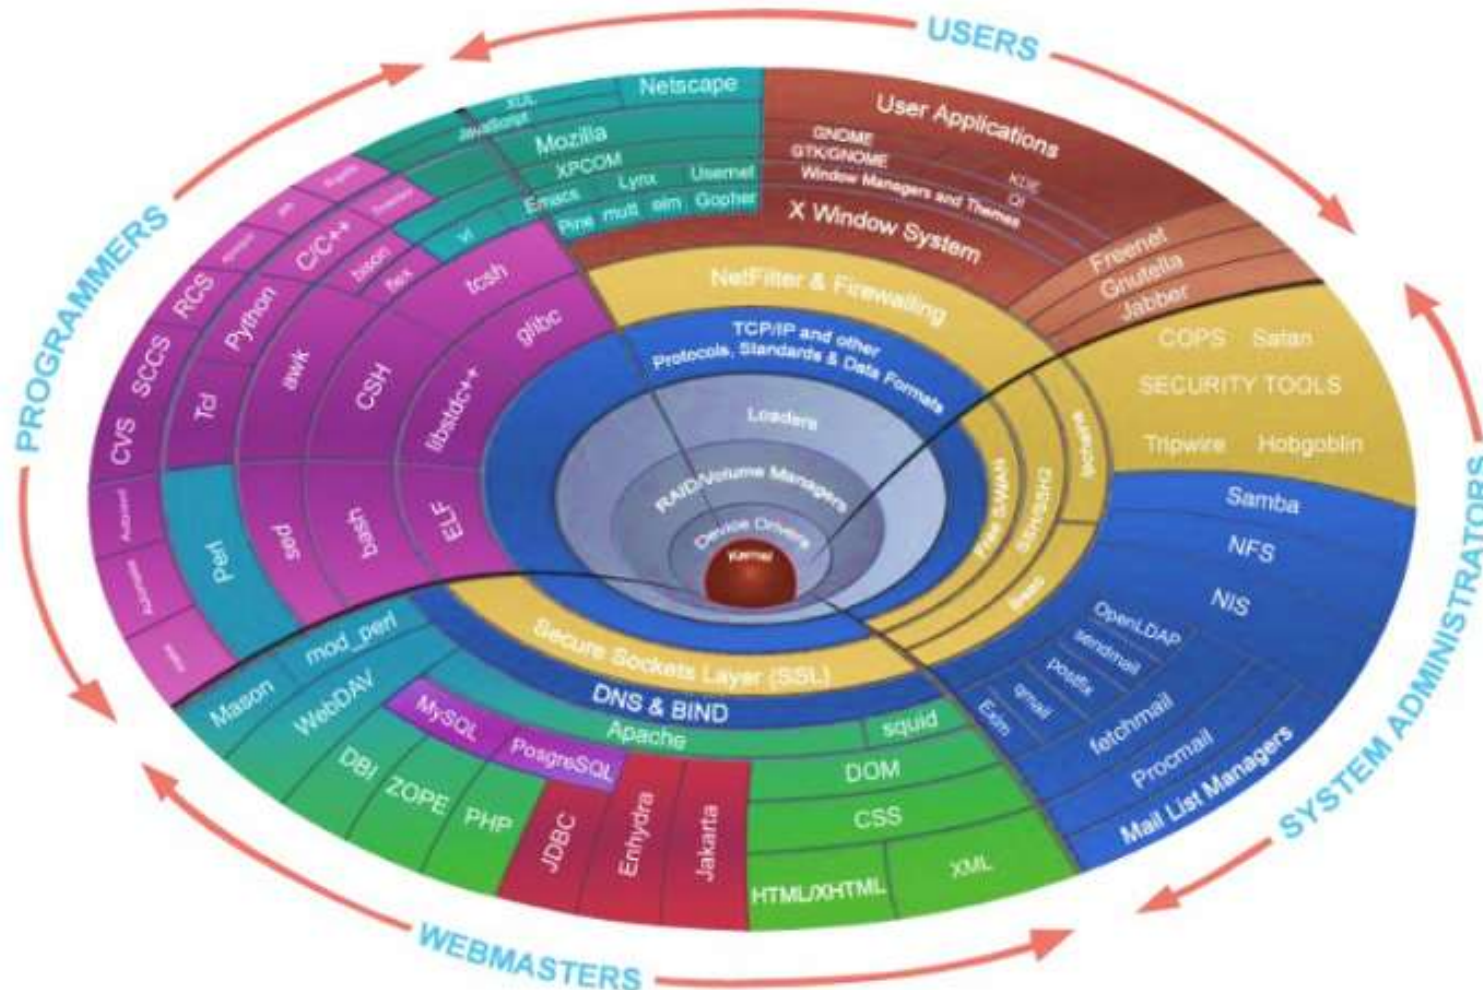 USERS
PROGRAMMERS
WEBMASTERS
SYSTEM ADMINISTRATORS
XUL
Netscape
JavaScript
Mozilla
XPCOM
Emacs
Lynx
Usernet
vi
Pine
mutt
elm
Gopher
User Applications
GNOME
KDE
GTK/GNOME
Qt
Window Managers and Themes
X Window System
Freenet
Gnutella
Jabber
NetFilter & Firewalling
TCP/IP and other
Protocols, Standards & Data Formats
Loaders
RAID/Volume Managers
Device Drivers
Kernel
COPS
Satan
SECURITY TOOLS
Tripwire
Hobgoblin
Free S/WAN
SSH/SSH2
Samba
NFS
NIS
OpenLDAP
sendmail
postfix
qmail
Exim
fetchmail
Procmail
Mail List Managers
RCS
SCCS
CVS
Python
Tcl
Perl
C/C++
bison
flex
awk
sed
tcsh
CSH
bash
glibc
libstdc++
ELF
Autoconf
Automake
Secure Sockets Layer (SSL)
DNS & BIND
Apache
squid
mod_perl
Mason
WebDAV
MySQL
PosgreSQL
DBI
ZOPE
PHP
JDBC
Enhydra
Jakarta
DOM
CSS
HTML/XHTML
XML